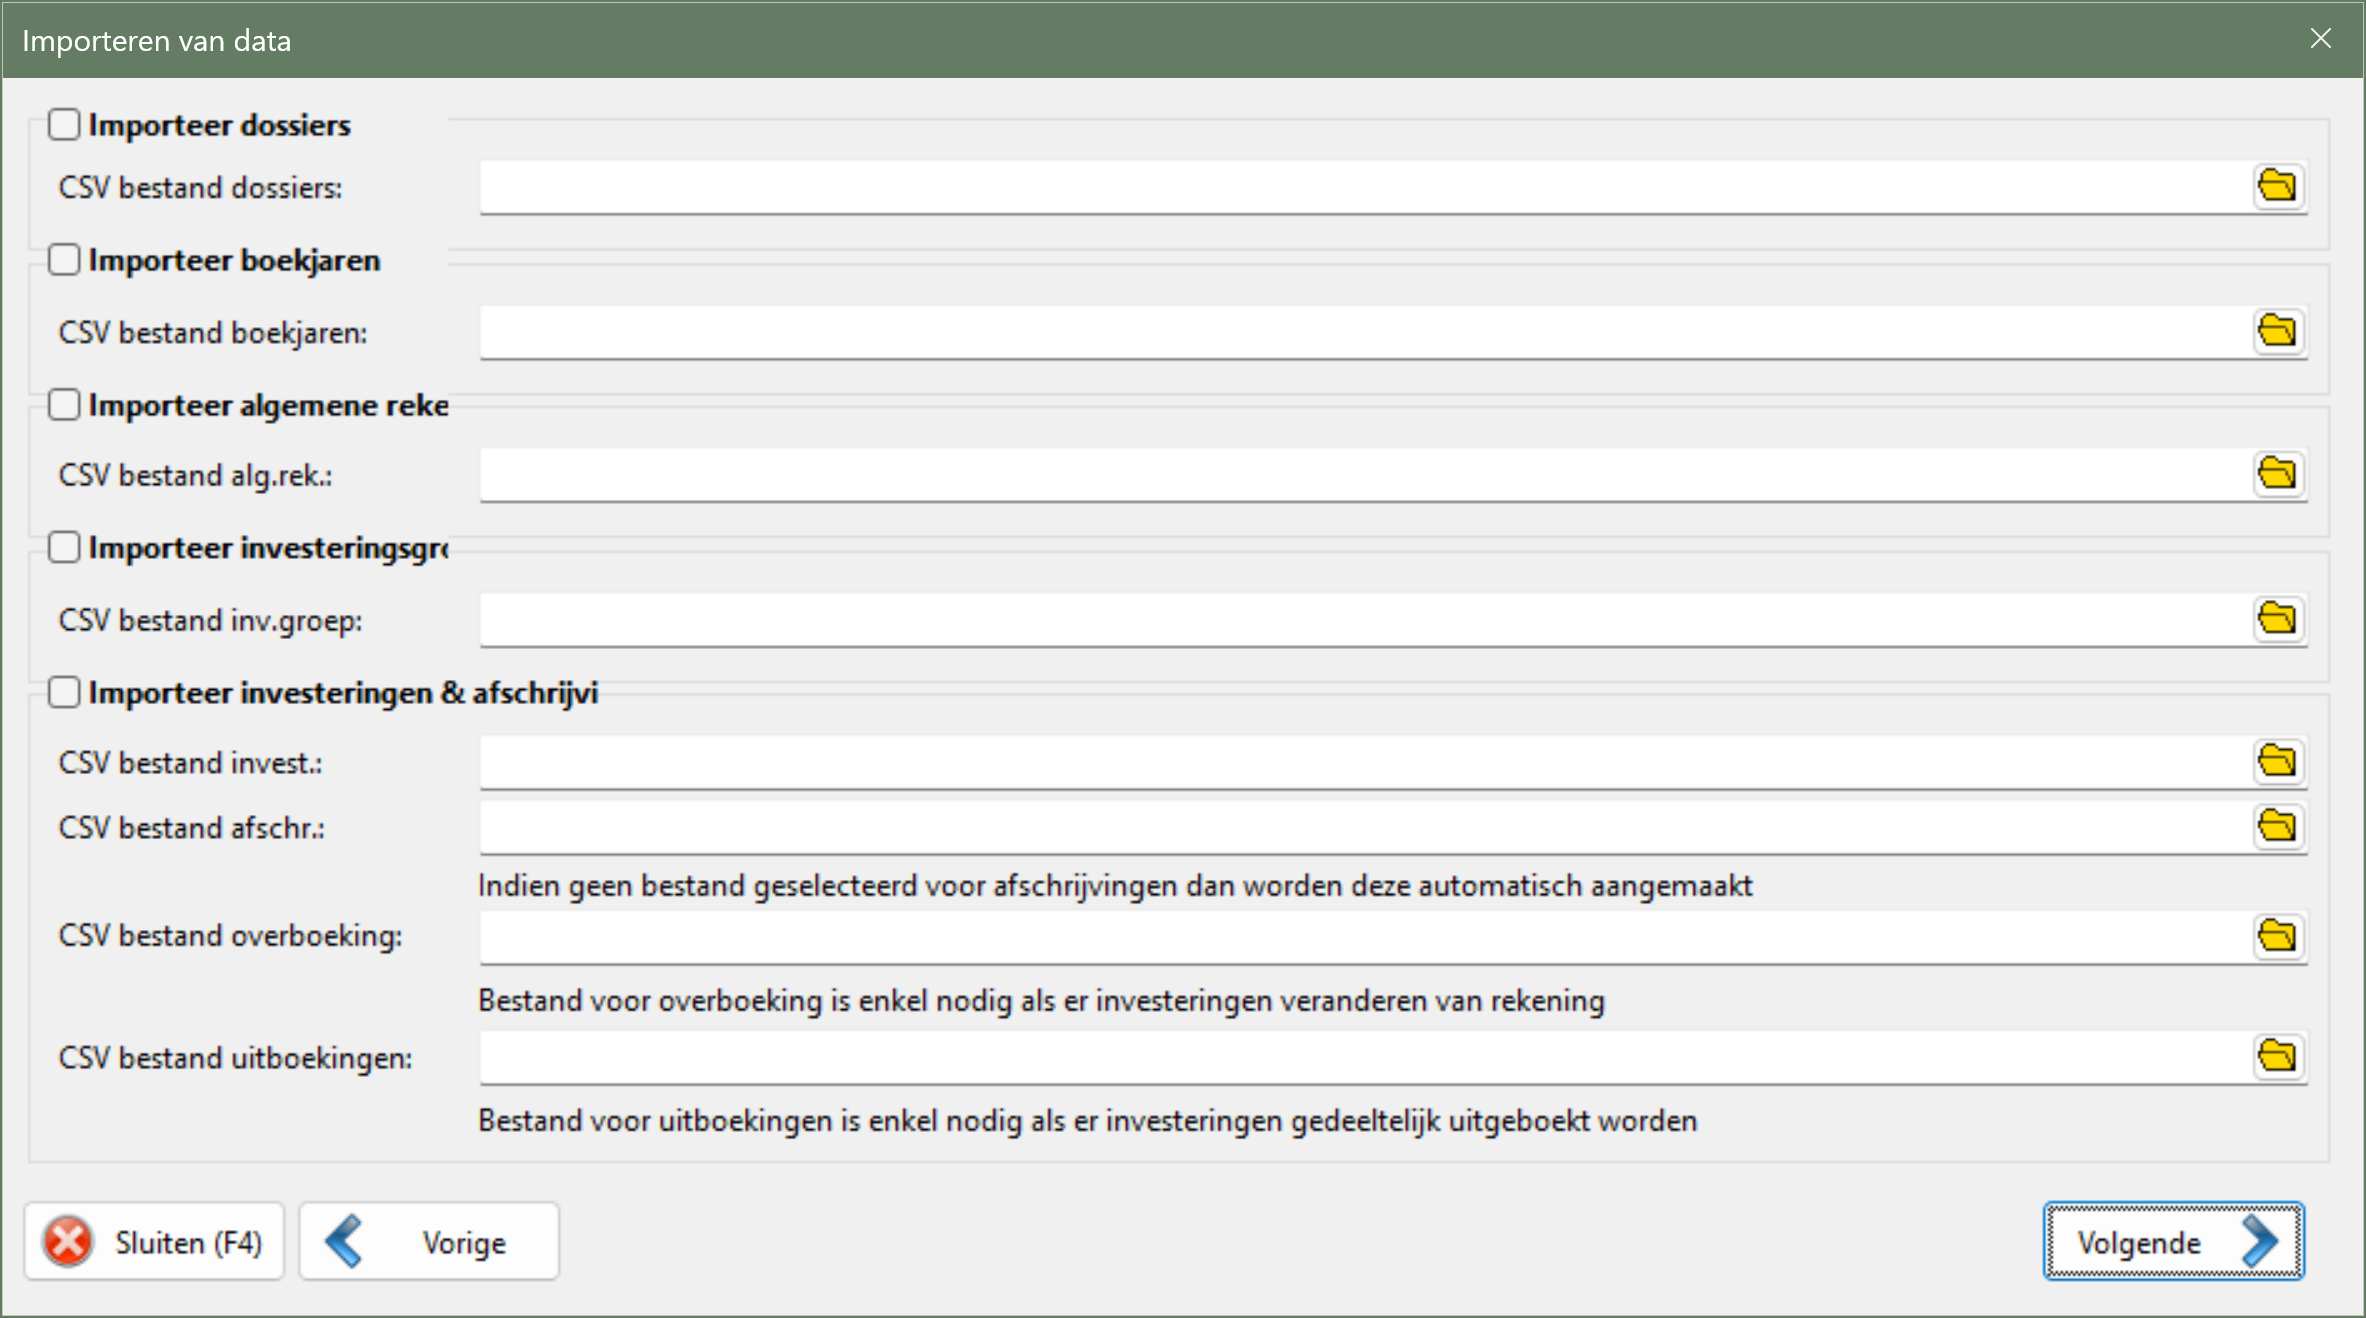 Importeren van data
Importeer dossiers
CSV bestand dossiers:
Importeer boekjaren
CSV bestand boekjaren:
Importeer algemene reke
CSV bestand alg.rek.:
Importeer investeringsgr
CSV bestand inv.groep:
Importeer investeringen & afschrijvi
CSV bestand invest.:
CSV bestand afschr.:
Indien geen bestand geselecteerd voor afschrijvingen dan worden deze automatisch aangemaakt
CSV bestand overboeking:
Bestand voor overboeking is enkel nodig als er investeringen veranderen van rekening
CSV bestand uitboekingen:
Bestand voor uitboekingen is enkel nodig als er investeringen gedeeltelijk uitgeboekt worden
Sluiten (F4)
Vorige
Volgende